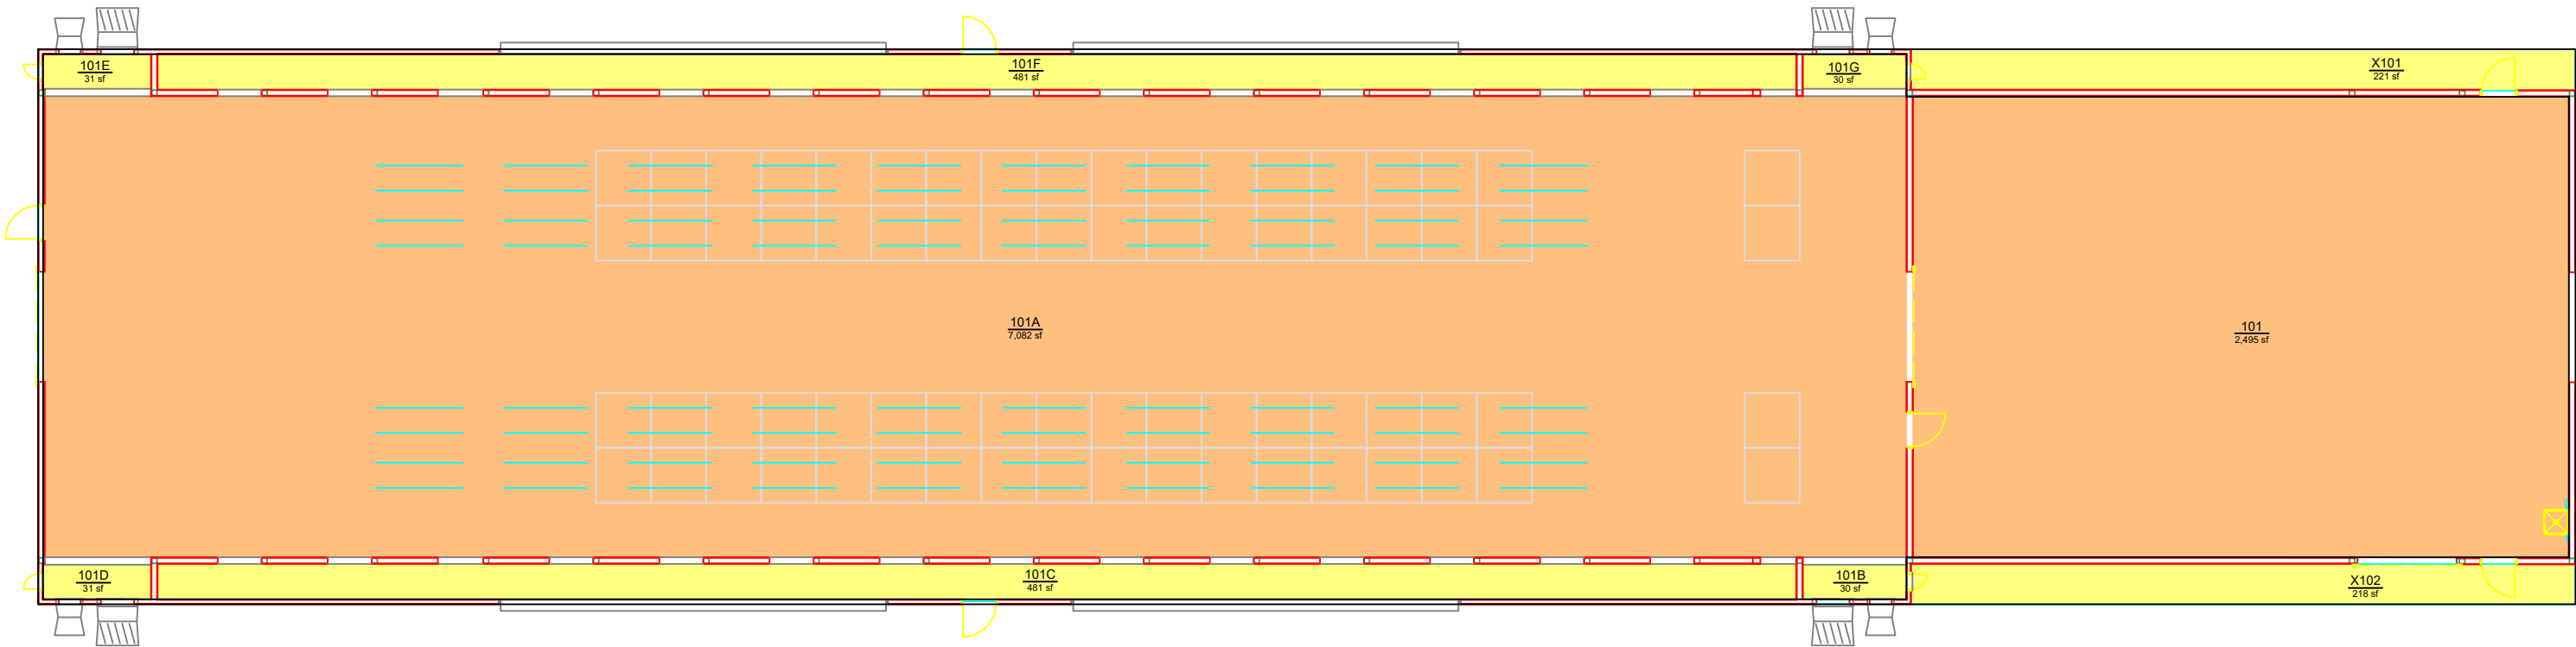 101E
31 sf
101F
481 sf
101G
30 sf
X101
221 sf
101A
7,082 sf
101
2,495 sf
101D
31 sf
101C
481 sf
101B
30 sf
X102
218 sf